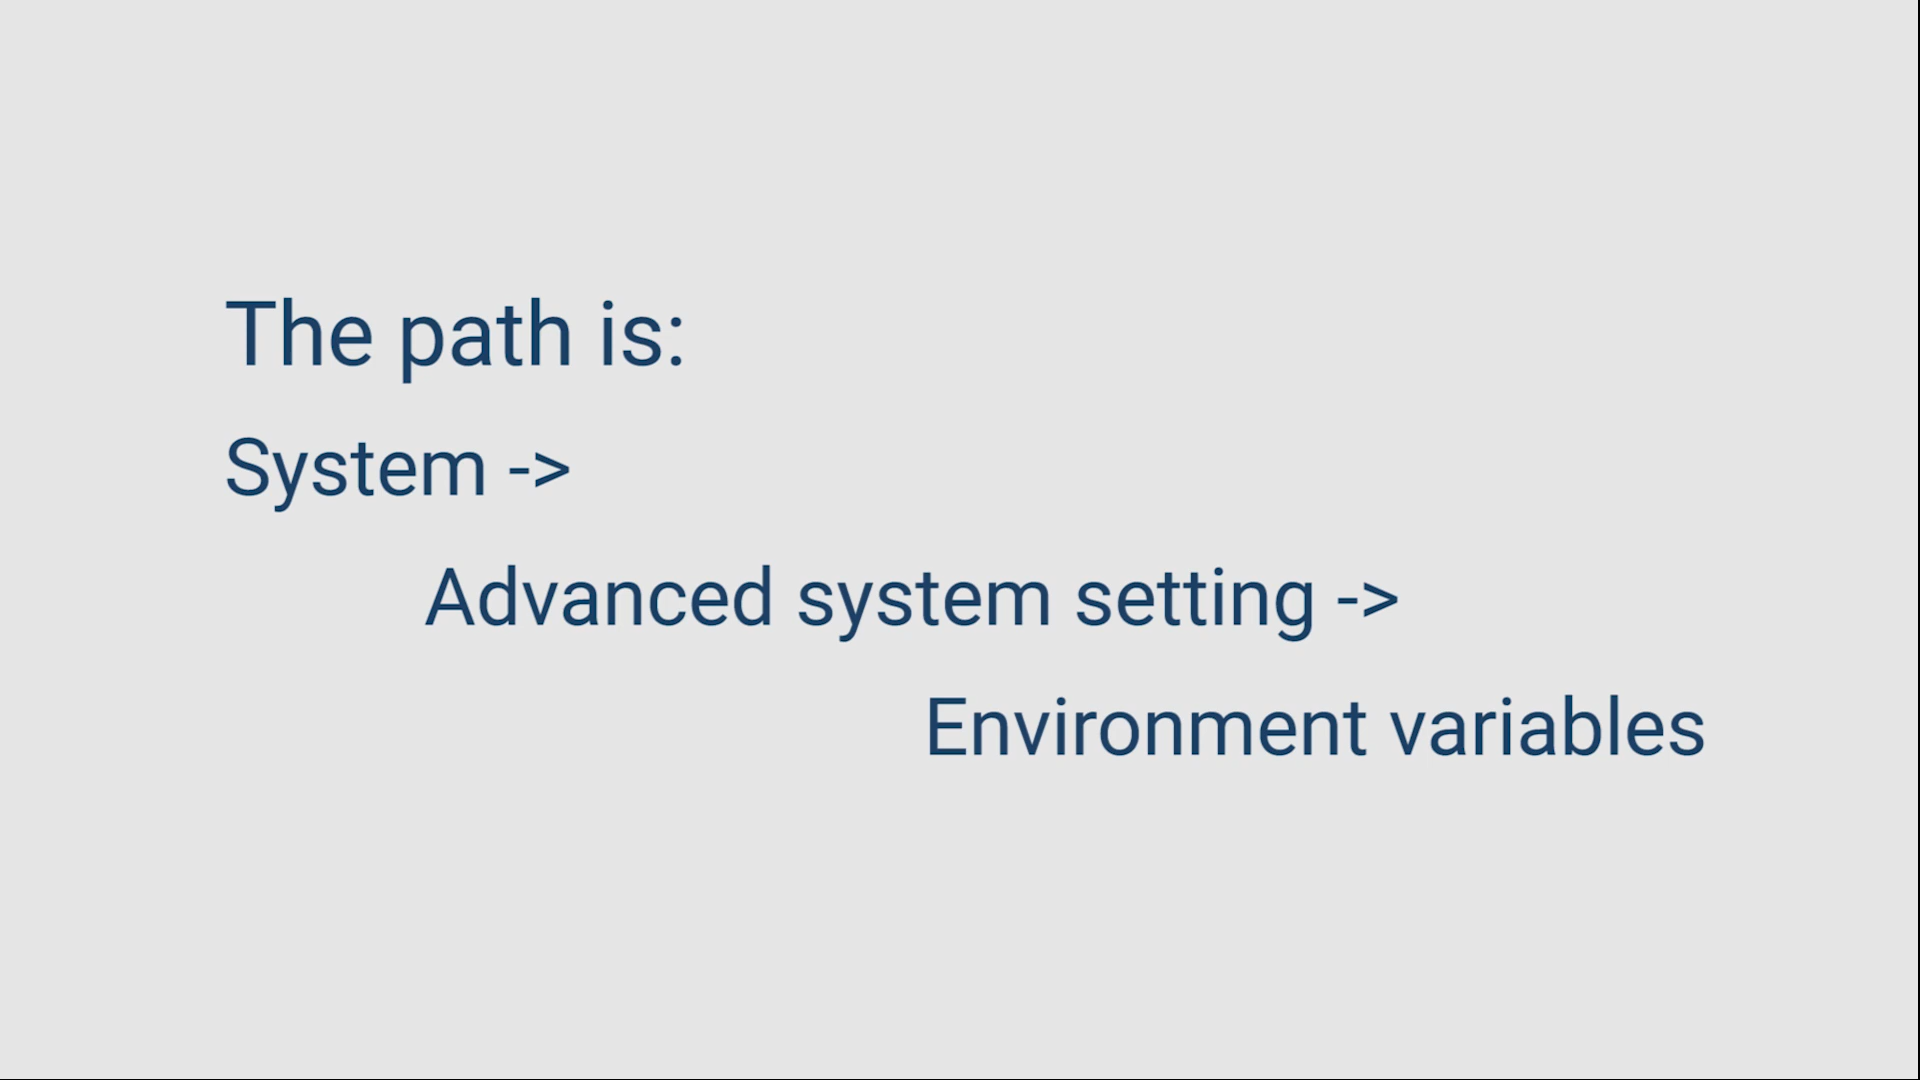 The path is:
System ->
Advanced system setting ->
Environment variables